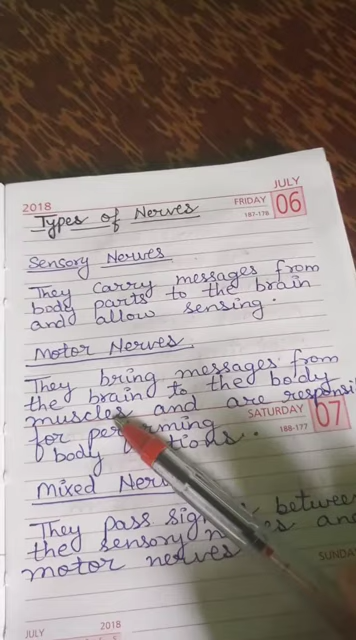 JULY
2018 FRIDAY 06
187-178
Types of Nerves
Sensory Nerves
They carry messages from
body parts to the brain
and allow sensing.
Motor Nerves
They bring messages from
the brain to the body
muscles and are
SATURDAY 07
188-177
for performing
body
Mixed
They pass between
the sensory and
motor nerves
JULY 2018